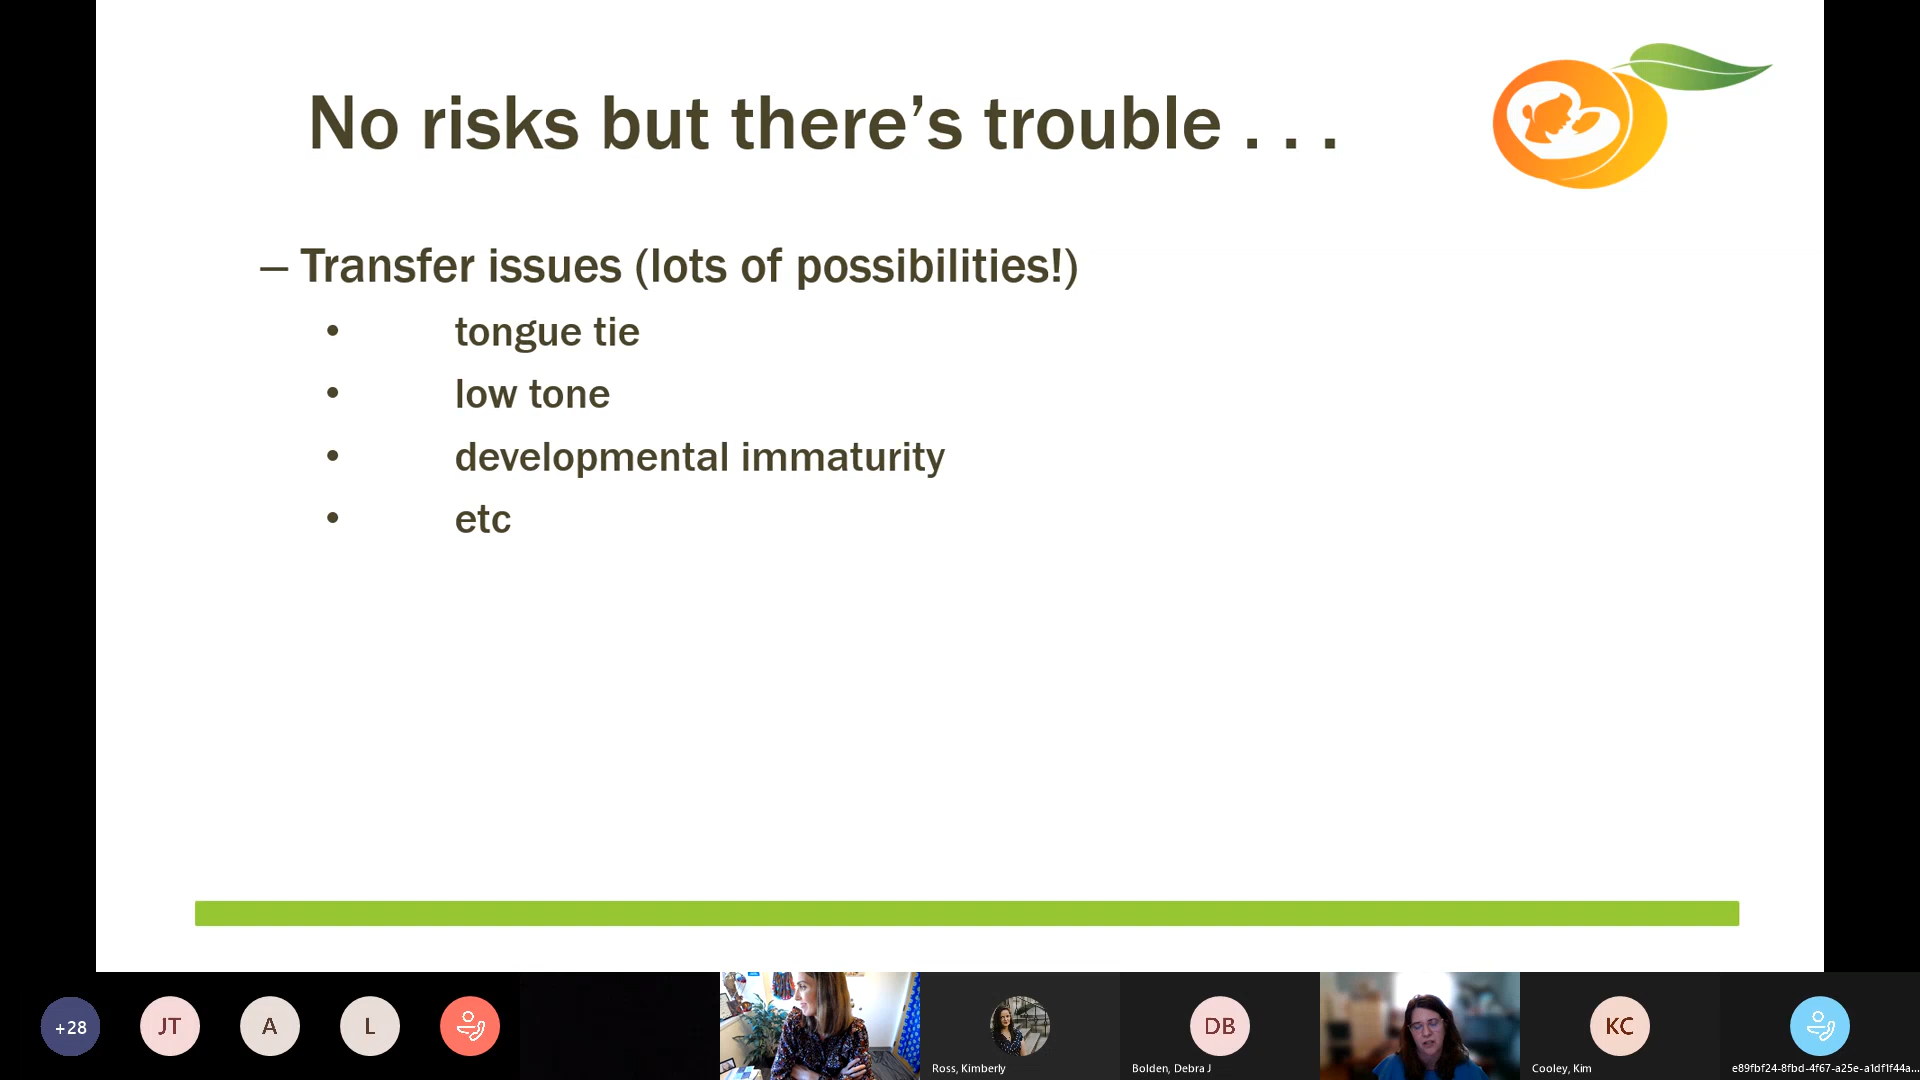 No risks but there’s trouble . . .
– Transfer issues (lots of possibilities!)
• tongue tie
• low tone
• developmental immaturity
• etc
+28
JT
A
L
Ross, Kimberly
DB
Bolden, Debra J
KC
Cooley, Kim
e89fbf24-8fbd-4f67-a25e-a1df1f44a...